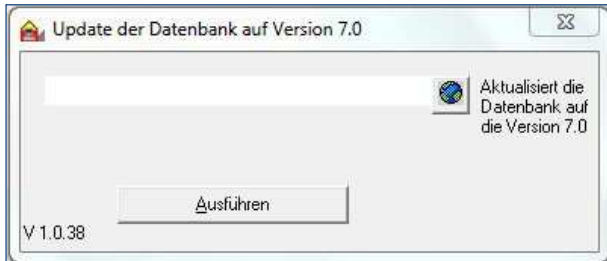 Update der Datenbank auf Version 7.0
Aktualisiert die
Datenbank auf
die Version 7.0
Ausführen
V 1.0.38